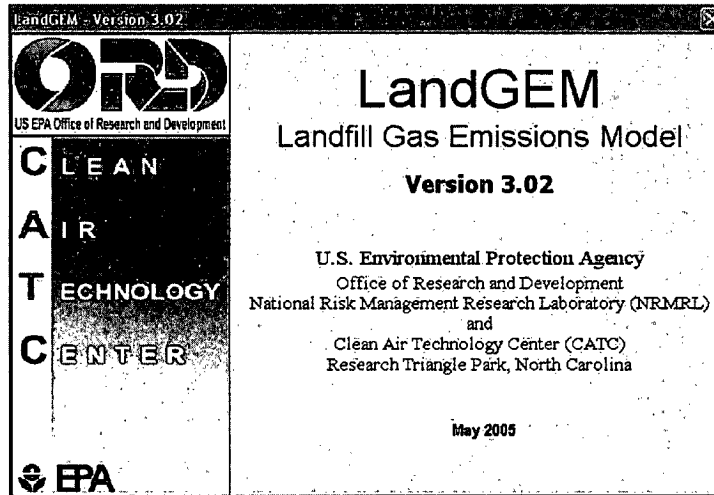 LandGEM - Version 3.02
ORD
US EPA Office of Research and Development
CLEAN
AIR
TECHNOLOGY
CENTER
EPA
LandGEM
Landfill Gas Emissions Model
Version 3.02
U.S. Environmental Protection Agency
Office of Research and Development
National Risk Management Research Laboratory (NRMRL)
and
Clean Air Technology Center (CATC)
Research Triangle Park, North Carolina
May 2005